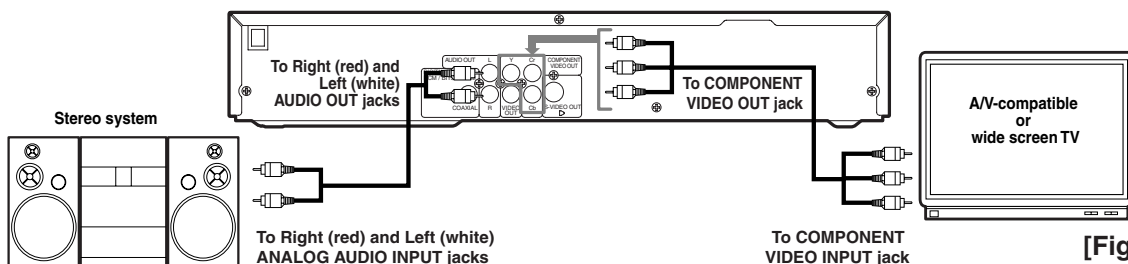 To Right (red) and
Left (white)
AUDIO OUT jacks
AUDIO OUT
L
Y
Cr
COMPONENT
VIDEO OUT
COAXIAL
R
VIDEO
OUT
Cb
S-VIDEO OUT
To COMPONENT
VIDEO OUT jack
Stereo system
A/V-compatible
or
wide screen TV
To Right (red) and Left (white)
ANALOG AUDIO INPUT jacks
To COMPONENT
VIDEO INPUT jack
[Fig